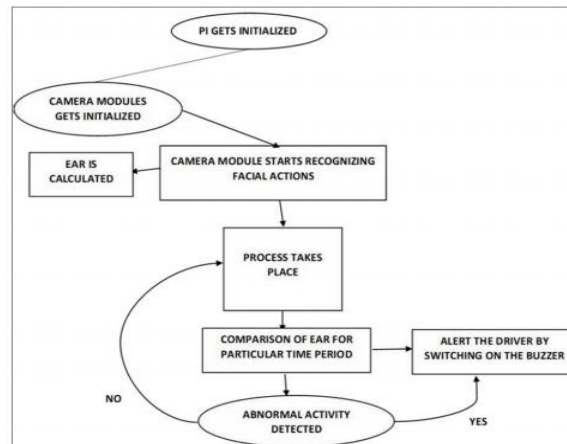 PI GETS INITIALIZED
CAMERA MODULES
GETS INITIALIZED
EAR IS
CALCULATED
CAMERA MODULE STARTS RECOGNIZING
FACIAL ACTIONS
PROCESS TAKES
PLACE
COMPARISON OF EAR FOR
PARTICULAR TIME PERIOD
ALERT THE DRIVER BY
SWITCHING ON THE BUZZER
NO
ABNORMAL ACTIVITY
DETECTED
YES